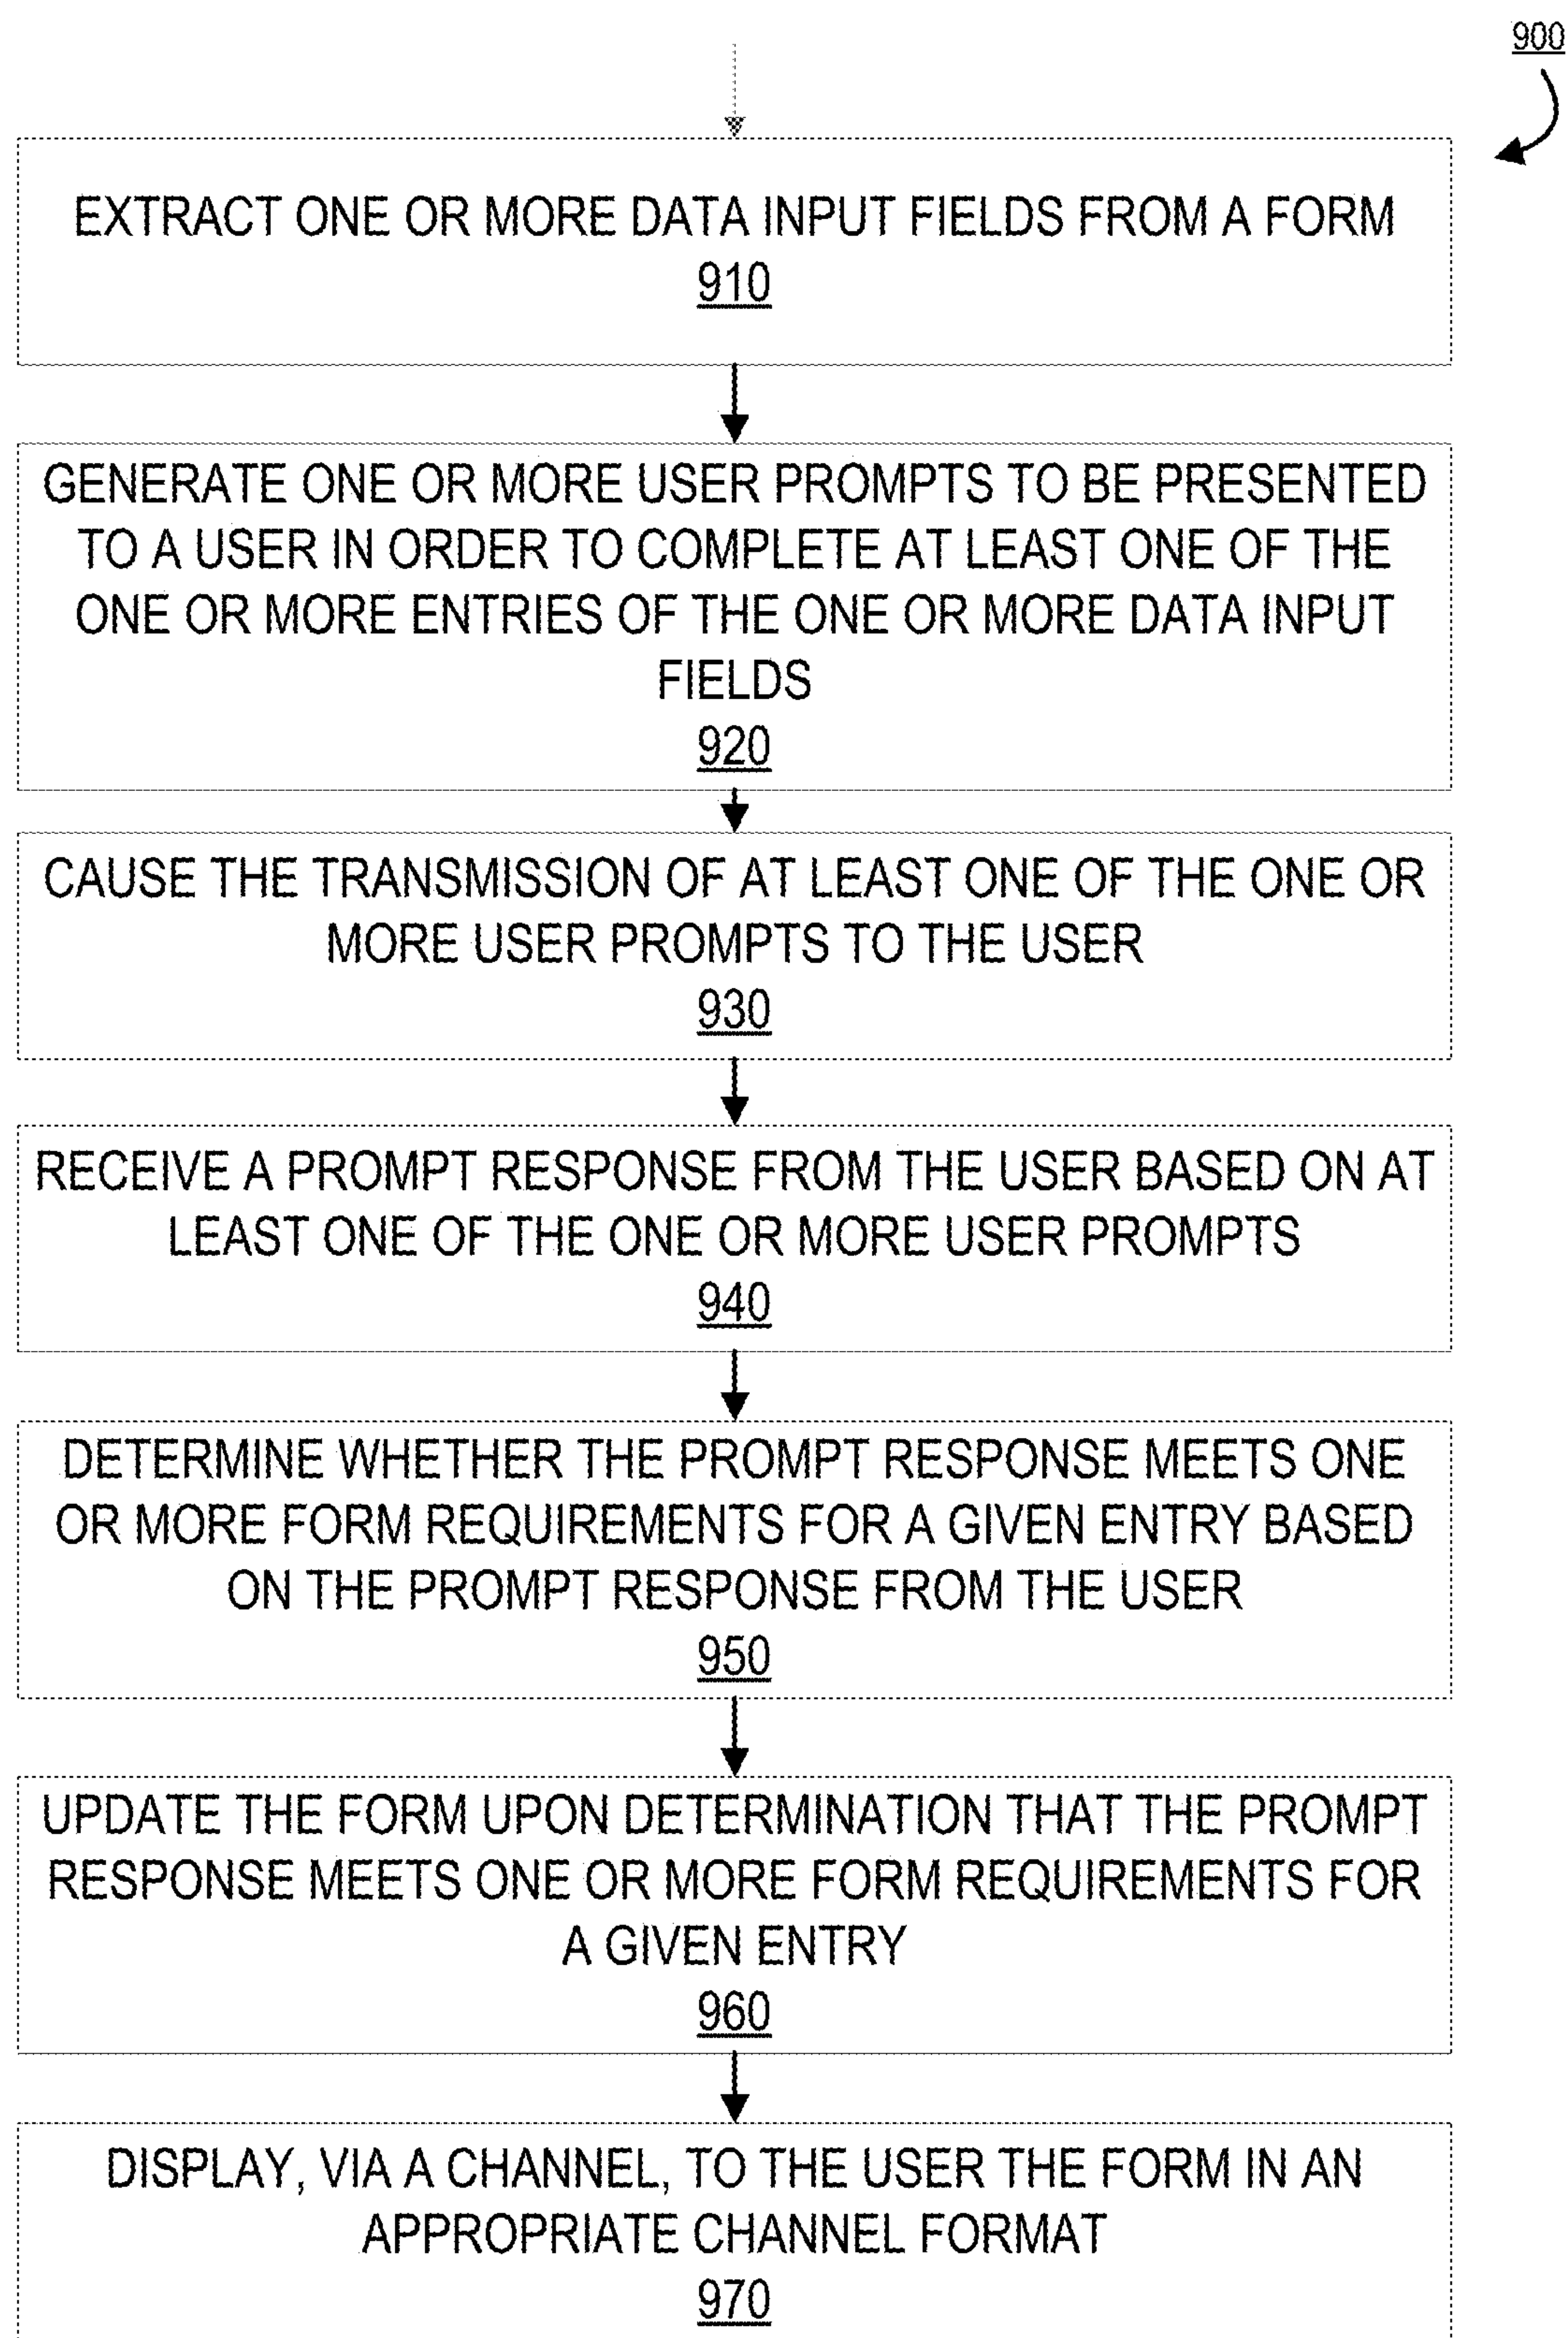 900
EXTRACT ONE OR MORE DATA INPUT FIELDS FROM A FORM
910
GENERATE ONE OR MORE USER PROMPTS TO BE PRESENTED
TO A USER IN ORDER TO COMPLETE AT LEAST ONE OF THE
ONE OR MORE ENTRIES OF THE ONE OR MORE DATA INPUT
FIELDS
920
CAUSE THE TRANSMISSION OF AT LEAST ONE OF THE ONE OR
MORE USER PROMPTS TO THE USER
930
RECEIVE A PROMPT RESPONSE FROM THE USER BASED ON AT
LEAST ONE OF THE ONE OR MORE USER PROMPTS
940
DETERMINE WHETHER THE PROMPT RESPONSE MEETS ONE
OR MORE FORM REQUIREMENTS FOR A GIVEN ENTRY BASED
ON THE PROMPT RESPONSE FROM THE USER
950
UPDATE THE FORM UPON DETERMINATION THAT THE PROMPT
RESPONSE MEETS ONE OR MORE FORM REQUIREMENTS FOR
A GIVEN ENTRY
960
DISPLAY, VIA A CHANNEL, TO THE USER THE FORM IN AN
APPROPRIATE CHANNEL FORMAT
970